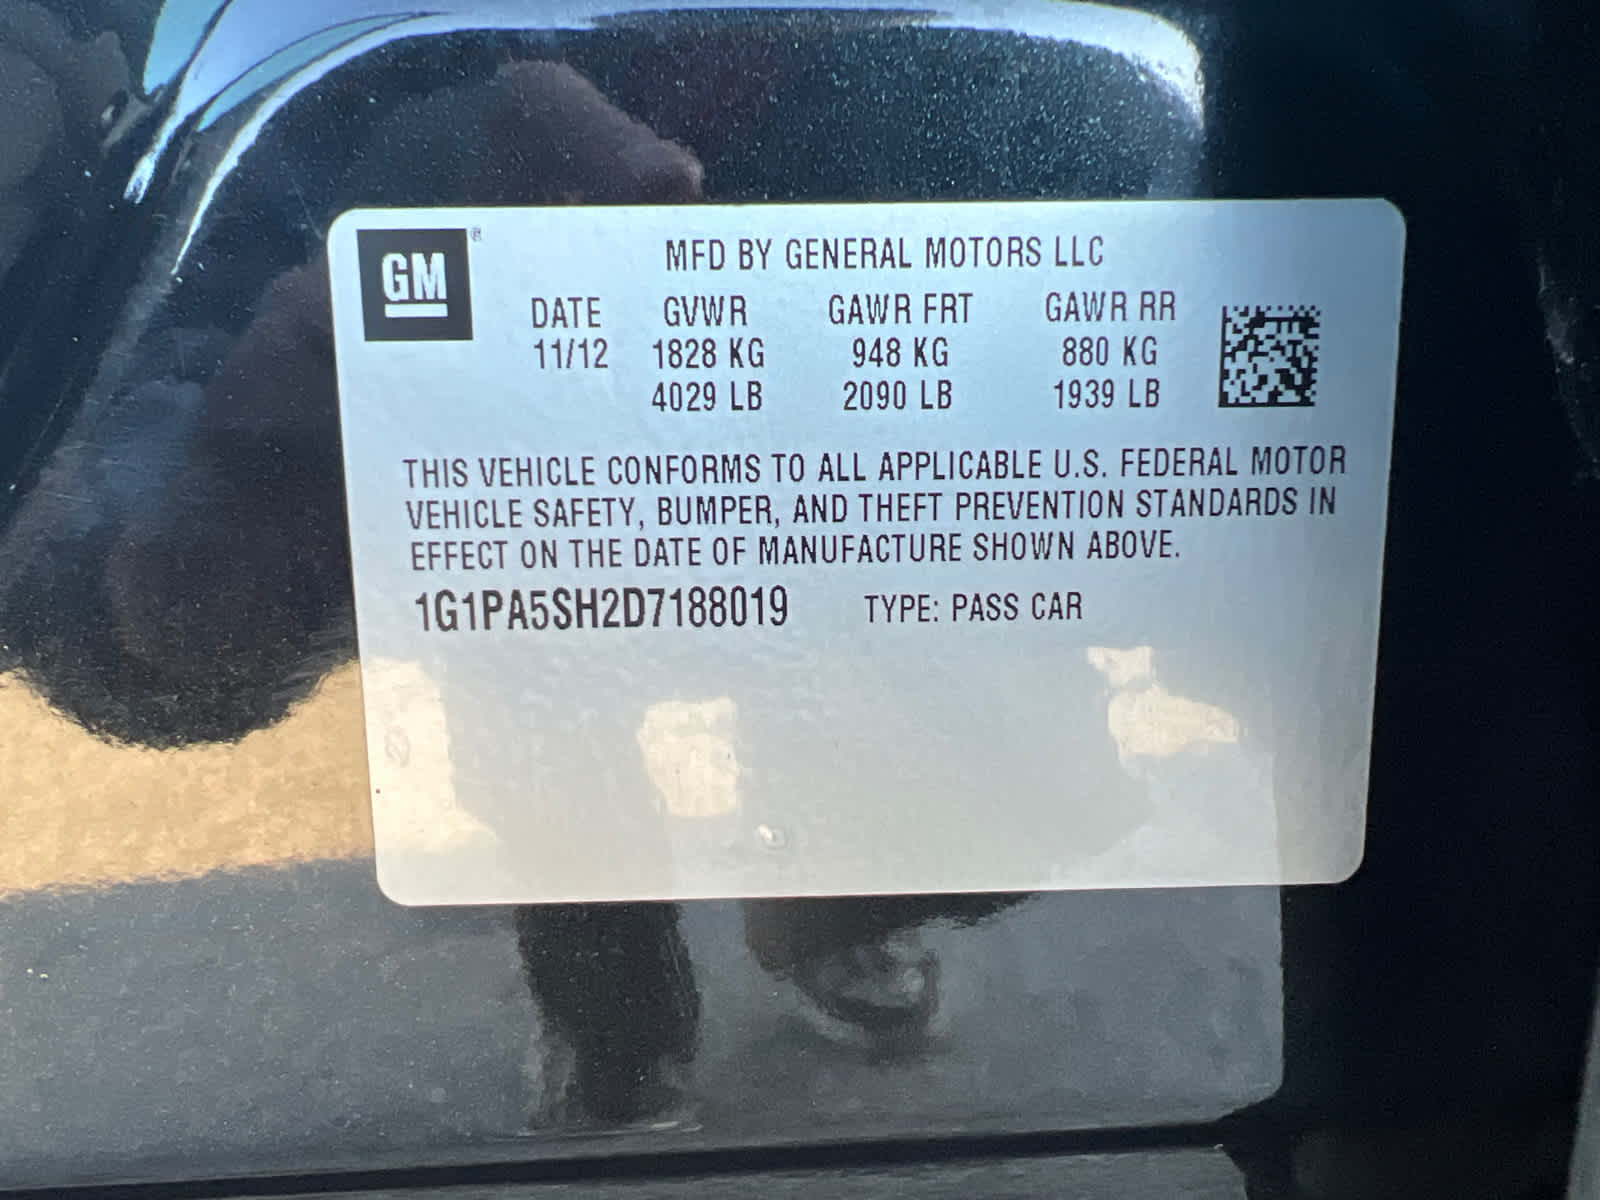 GM ®
MFD BY GENERAL MOTORS LLC
DATE GVWR GAWR FRT GAWR RR
11/12 1828 KG 948 KG 880 KG
4029 LB 2090 LB 1939 LB
THIS VEHICLE CONFORMS TO ALL APPLICABLE U.S. FEDERAL MOTOR
VEHICLE SAFETY, BUMPER, AND THEFT PREVENTION STANDARDS IN
EFFECT ON THE DATE OF MANUFACTURE SHOWN ABOVE.
1G1PA5SH2D7188019 TYPE: PASS CAR